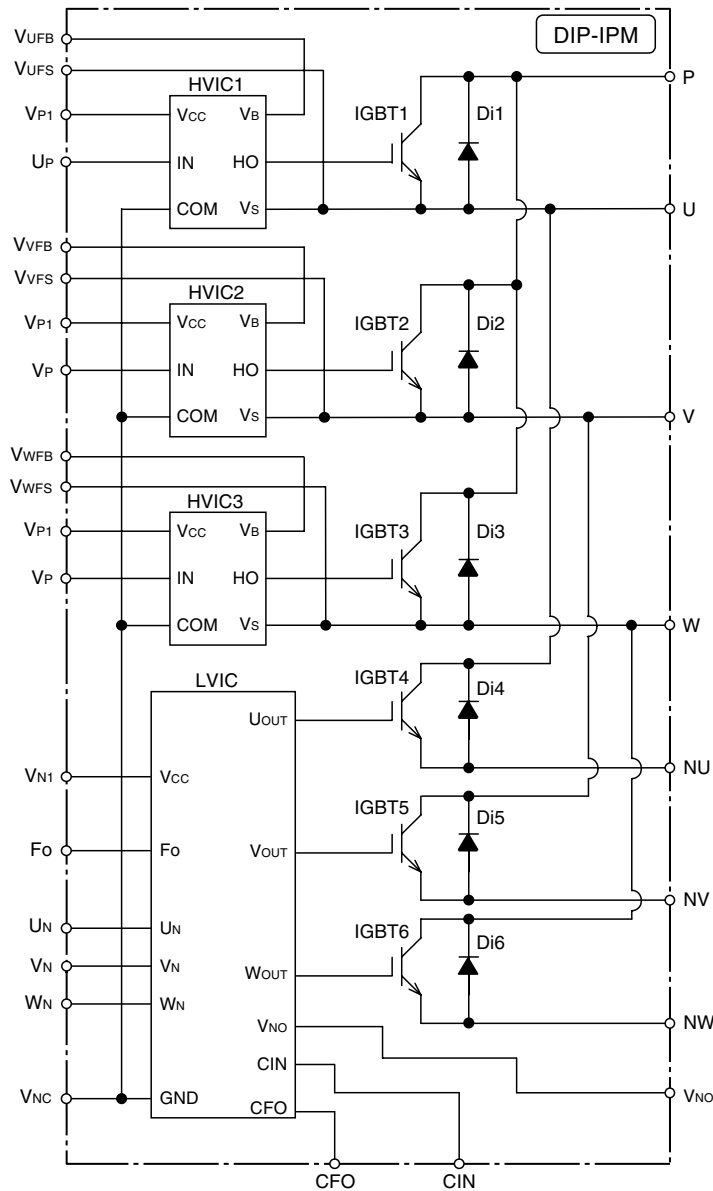 DIP-IPM
VUFB
VUFS
HVIC1
VP1
VCC VB
UP
IN HO
COM VS
IGBT1
Di1
P
U
VVFB
VVFS
HVIC2
VP1
VCC VB
VP
IN HO
COM VS
IGBT2
Di2
V
VWFB
VWFS
HVIC3
VP1
VCC VB
VP
IN HO
COM VS
IGBT3
Di3
W
LVIC
UOUT
IGBT4
Di4
NU
VN1
VCC
FO
FO
VOUT
IGBT5
Di5
NV
UN
UN
VN
VN
WN
WN
WOUT
IGBT6
Di6
NW
VNO
CIN
VNC
GND
CFO
VNO
CFO
CIN